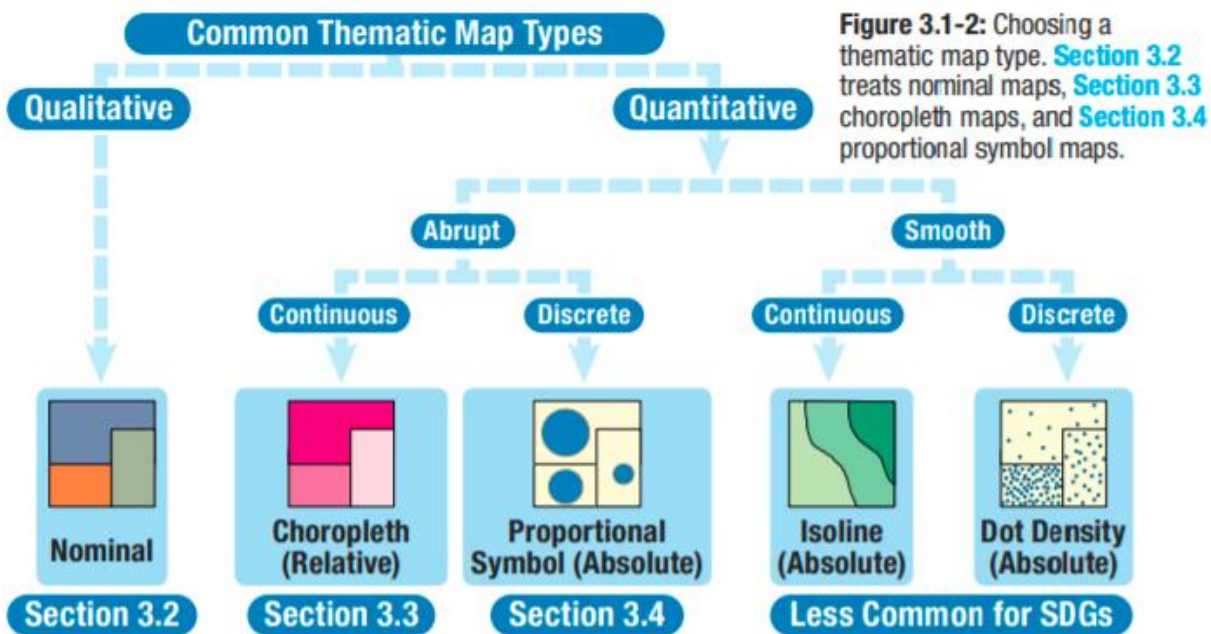 Common Thematic Map Types
Figure 3.1-2: Choosing a
thematic map type. Section 3.2
treats nominal maps, Section 3.3
choropleth maps, and Section 3.4
proportional symbol maps.
Qualitative
Quantitative
Abrupt
Smooth
Continuous
Discrete
Continuous
Discrete
Nominal
Choropleth
(Relative)
Proportional
Symbol (Absolute)
Isoline
(Absolute)
Dot Density
(Absolute)
Section 3.2
Section 3.3
Section 3.4
Less Common for SDGs